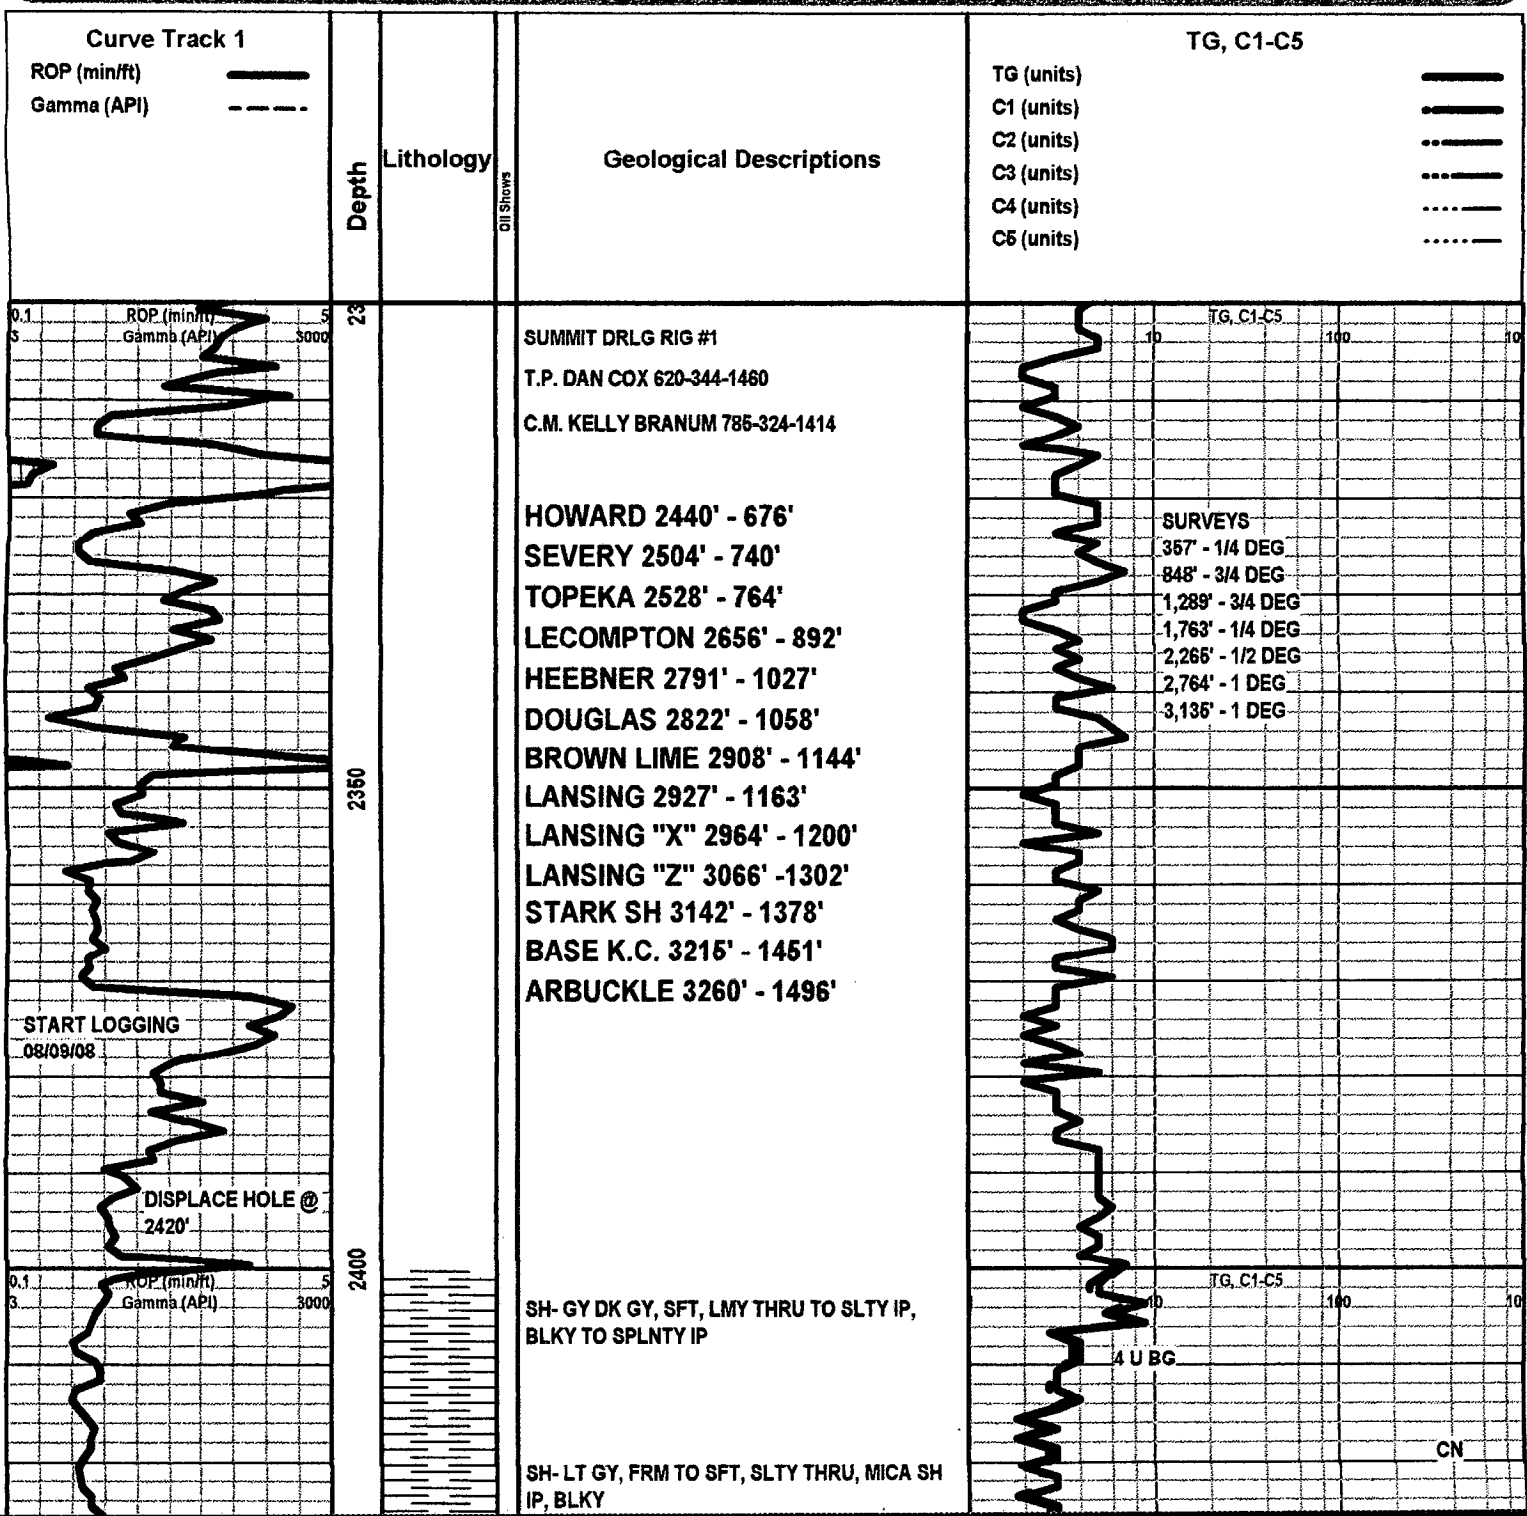 Curve Track 1
ROP (min/ft)
Gamma (API)
Depth
Lithology
Oil Shows
Geological Descriptions
TG, C1-C5
TG (units)
C1 (units)
C2 (units)
C3 (units)
C4 (units)
C5 (units)
0.1 ROP (min/ft) 5
3 Gamma (API) 3000
23
TG, C1-C5
10 100 10
SUMMIT DRLG RIG #1
T.P. DAN COX 620-344-1460
C.M. KELLY BRANUM 785-324-1414
HOWARD 2440' - 676'
SEVERY 2504' - 740'
TOPEKA 2528' - 764'
LECOMPTON 2656' - 892'
HEEBNER 2791' - 1027'
DOUGLAS 2822' - 1058'
BROWN LIME 2908' - 1144'
LANSING 2927' - 1163'
LANSING "X" 2964' - 1200'
LANSING "Z" 3066' -1302'
STARK SH 3142' - 1378'
BASE K.C. 3215' - 1451'
ARBUCKLE 3260' - 1496'
SURVEYS
357' - 1/4 DEG
848' - 3/4 DEG
1,289' - 3/4 DEG
1,763' - 1/4 DEG
2,265' - 1/2 DEG
2,764' - 1 DEG
3,135' - 1 DEG
2350
START LOGGING
08/09/08
DISPLACE HOLE @
2420'
2400
0.1 ROP (min/ft) 5
3 Gamma (API) 3000
TG, C1-C5
10 100 10
SH- GY DK GY, SFT, LMY THRU TO SLTY IP,
BLKY TO SPLNTY IP
4 U BG
CN
SH- LT GY, FRM TO SFT, SLTY THRU, MICA SH
IP, BLKY